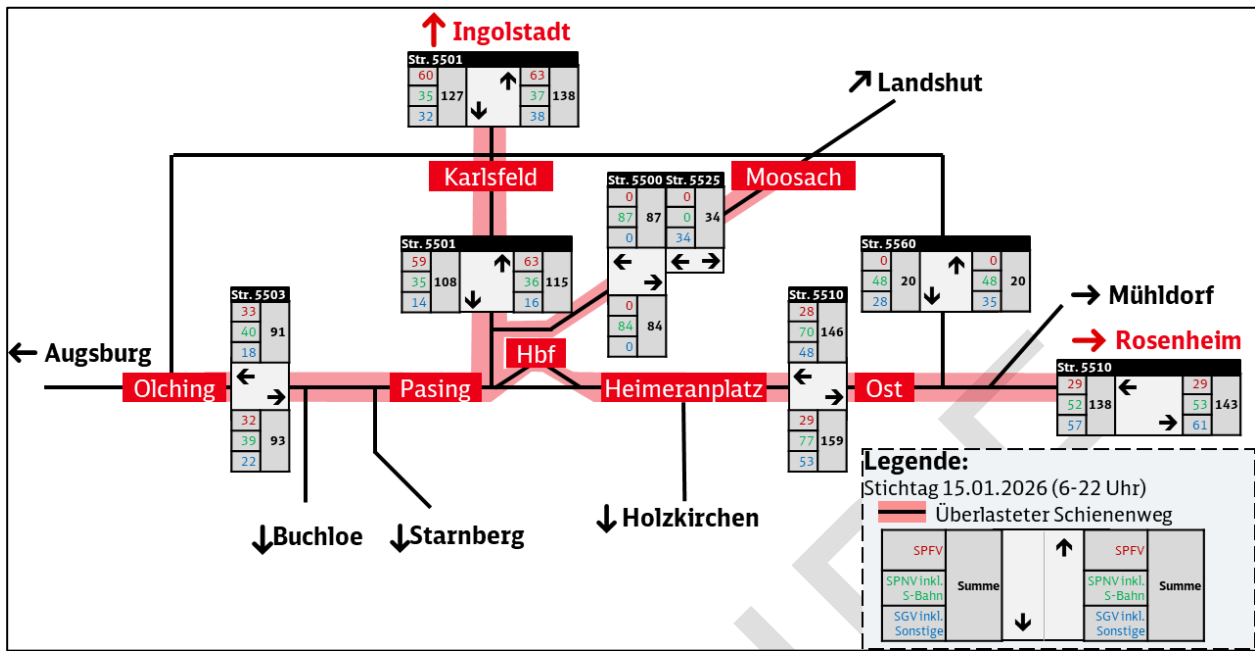 ↑ Ingolstadt
Str. 5501
60 127 63 138
35 37
32 38
↗ Landshut
Karlsfeld
Moosach
Str. 5500 Str. 5525
0 87 0 34
87 0
0 34
0 84
84
0
Str. 5501
59 108 63 115
35 36
14 16
Str. 5560
0 20 0 20
48 48
28 35
Str. 5503
33 91
40
18
32 93
39
22
← Augsburg
Olching
Pasing
Hbf
Heimeranplatz
Str. 5510
28 146
70
48
29 159
77
53
Ost
→ Mühldorf
→ Rosenheim
Str. 5510
29 138 29 143
52 53
57 61
↓Buchloe
↓Starnberg
↓Holzkirchen
Legende:
Stichtag 15.01.2026 (6-22 Uhr)
Überlasteter Schienenweg
SPFV SPFV
SPNV inkl. S-Bahn Summe SPNV inkl. S-Bahn Summe
SGV inkl. Sonstige SGV inkl. Sonstige